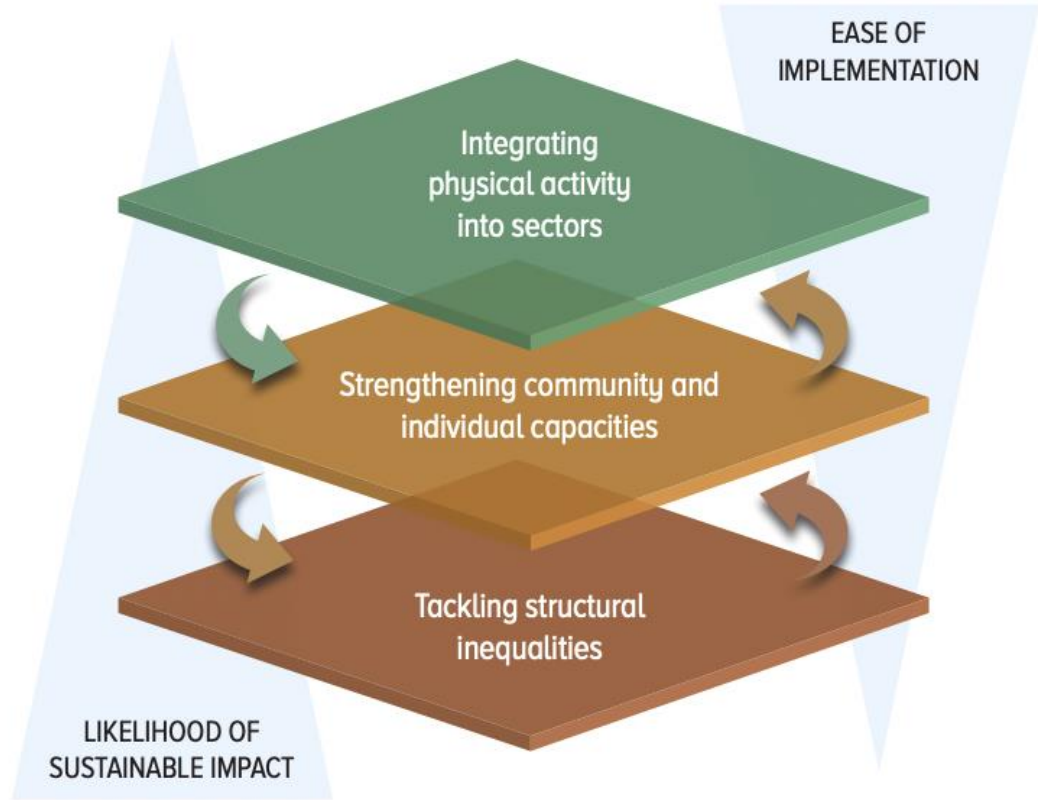 EASE OF
IMPLEMENTATION
Integrating
physical activity
into sectors
Strengthening community and
individual capacities
Tackling structural
inequalities
LIKELIHOOD OF
SUSTAINABLE IMPACT